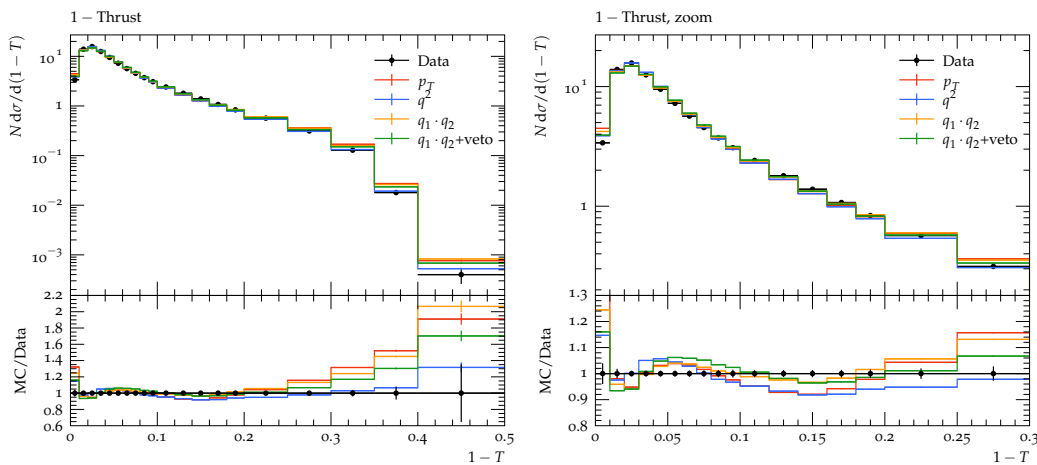 1 − Thrust
N dσ/d(1 − T)
10^1
1
10^−1
10^−2
10^−3
Data
p_T
q^2
q_1 · q_2
q_1 · q_2+veto
MC/Data
2.2
2
1.8
1.6
1.4
1.2
1.0
0.8
0.6
0 0.1 0.2 0.3 0.4 0.5
1 − T
1 − Thrust, zoom
N dσ/d(1 − T)
10^1
1
Data
p_T
q^2
q_1 · q_2
q_1 · q_2+veto
MC/Data
1.3
1.2
1.1
1
0.9
0.8
0 0.05 0.1 0.15 0.2 0.25 0.3
1 − T